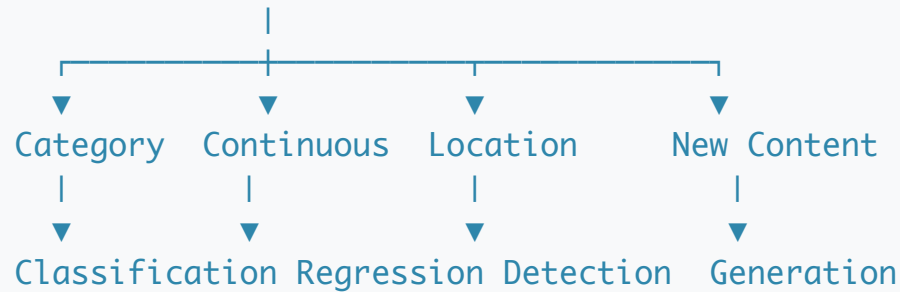 Category Continuous Location New Content
Classification Regression Detection Generation